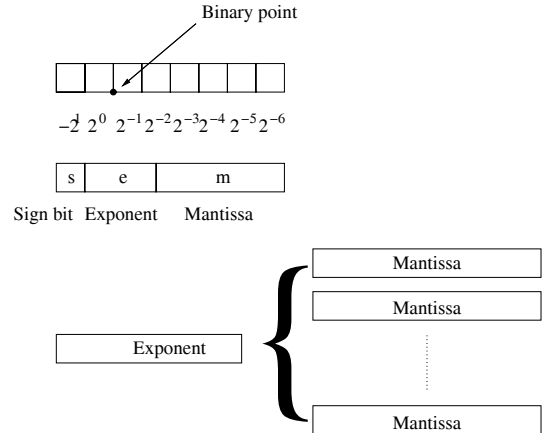 Binary point
−2^1 2^0 2^−1 2^−2 2^−3 2^−4 2^−5 2^−6
s e m
Sign bit Exponent Mantissa
Mantissa
Mantissa
Exponent
Mantissa